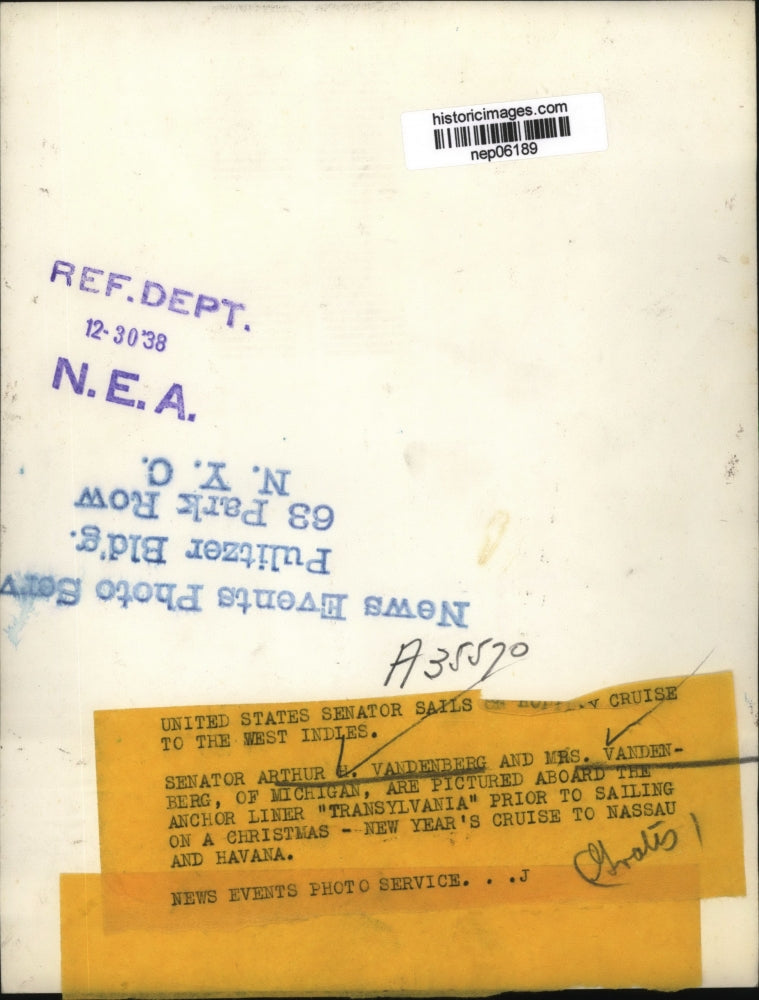 historicimages.com
nep06189
REF.DEPT.
12-30'38
N.E.A.
News Events Photo Serv
Pulitzer Bld'g.
63 Park Row
N. Y. C.
A35570
UNITED STATES SENATOR SAILS CRUISE
TO THE WEST INDIES.
SENATOR ARTHUR H. VANDENBERG AND MRS. VANDEN-
BERG, OF MICHIGAN, ARE PICTURED ABOARD THE
ANCHOR LINER "TRANSYLVANIA" PRIOR TO SAILING
ON A CHRISTMAS - NEW YEAR'S CRUISE TO NASSAU
AND HAVANA.
Gratis
NEWS EVENTS PHOTO SERVICE. . .J